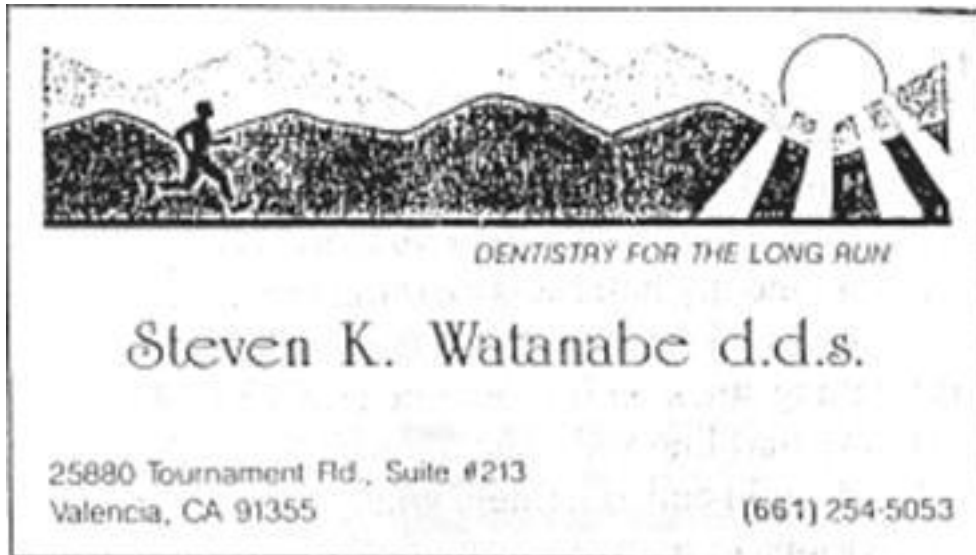 DENTISTRY FOR THE LONG RUN
Steven K. Watanabe d.d.s.
25880 Tournament Rd., Suite #213
Valencia, CA 91355
(661) 254-5053